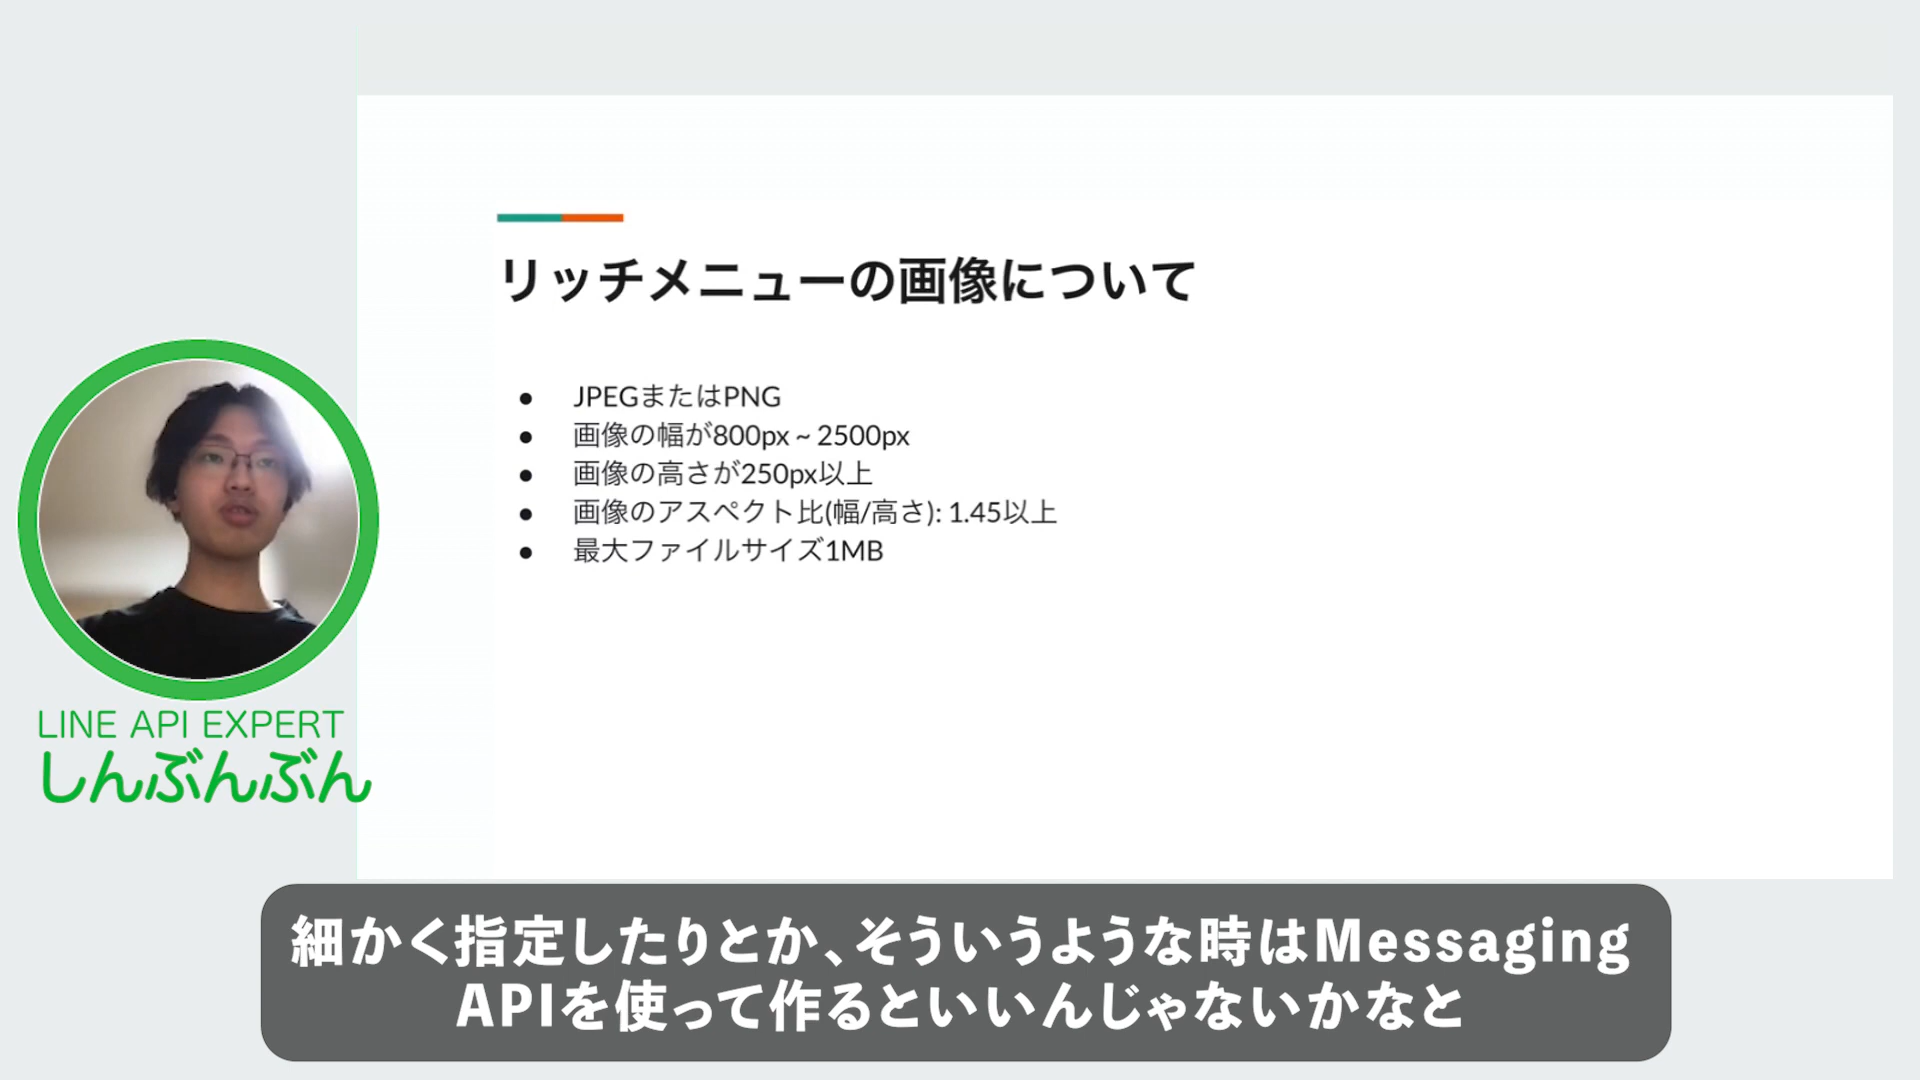 リッチメニューの画像について
● JPEGまたはPNG
● 画像の幅が800px ~ 2500px
● 画像の高さが250px以上
● 画像のアスペクト比(幅/高さ): 1.45以上
● 最大ファイルサイズ1MB
LINE API EXPERT
しんぶんぶん
細かく指定したりとか、そういうような時はMessaging
APIを使って作るといいんじゃないかなと